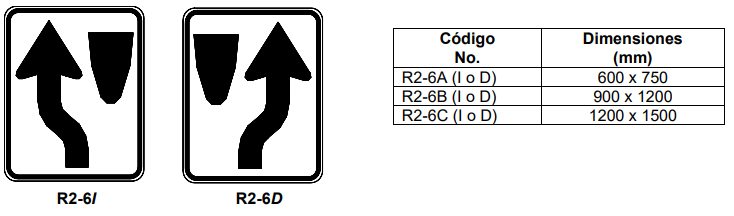 R2-6I
R2-6D
Código No.
Dimensiones (mm)
R2-6A (I o D) 600 x 750
R2-6B (I o D) 900 x 1200
R2-6C (I o D) 1200 x 1500